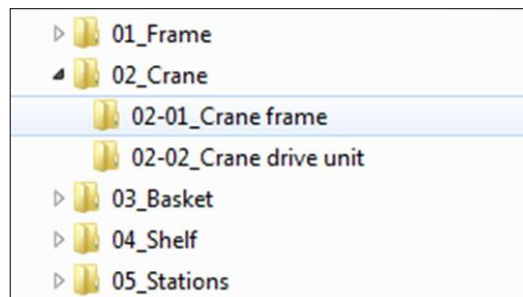 01_Frame
02_Crane
02-01_Crane frame
02-02_Crane drive unit
03_Basket
04_Shelf
05_Stations